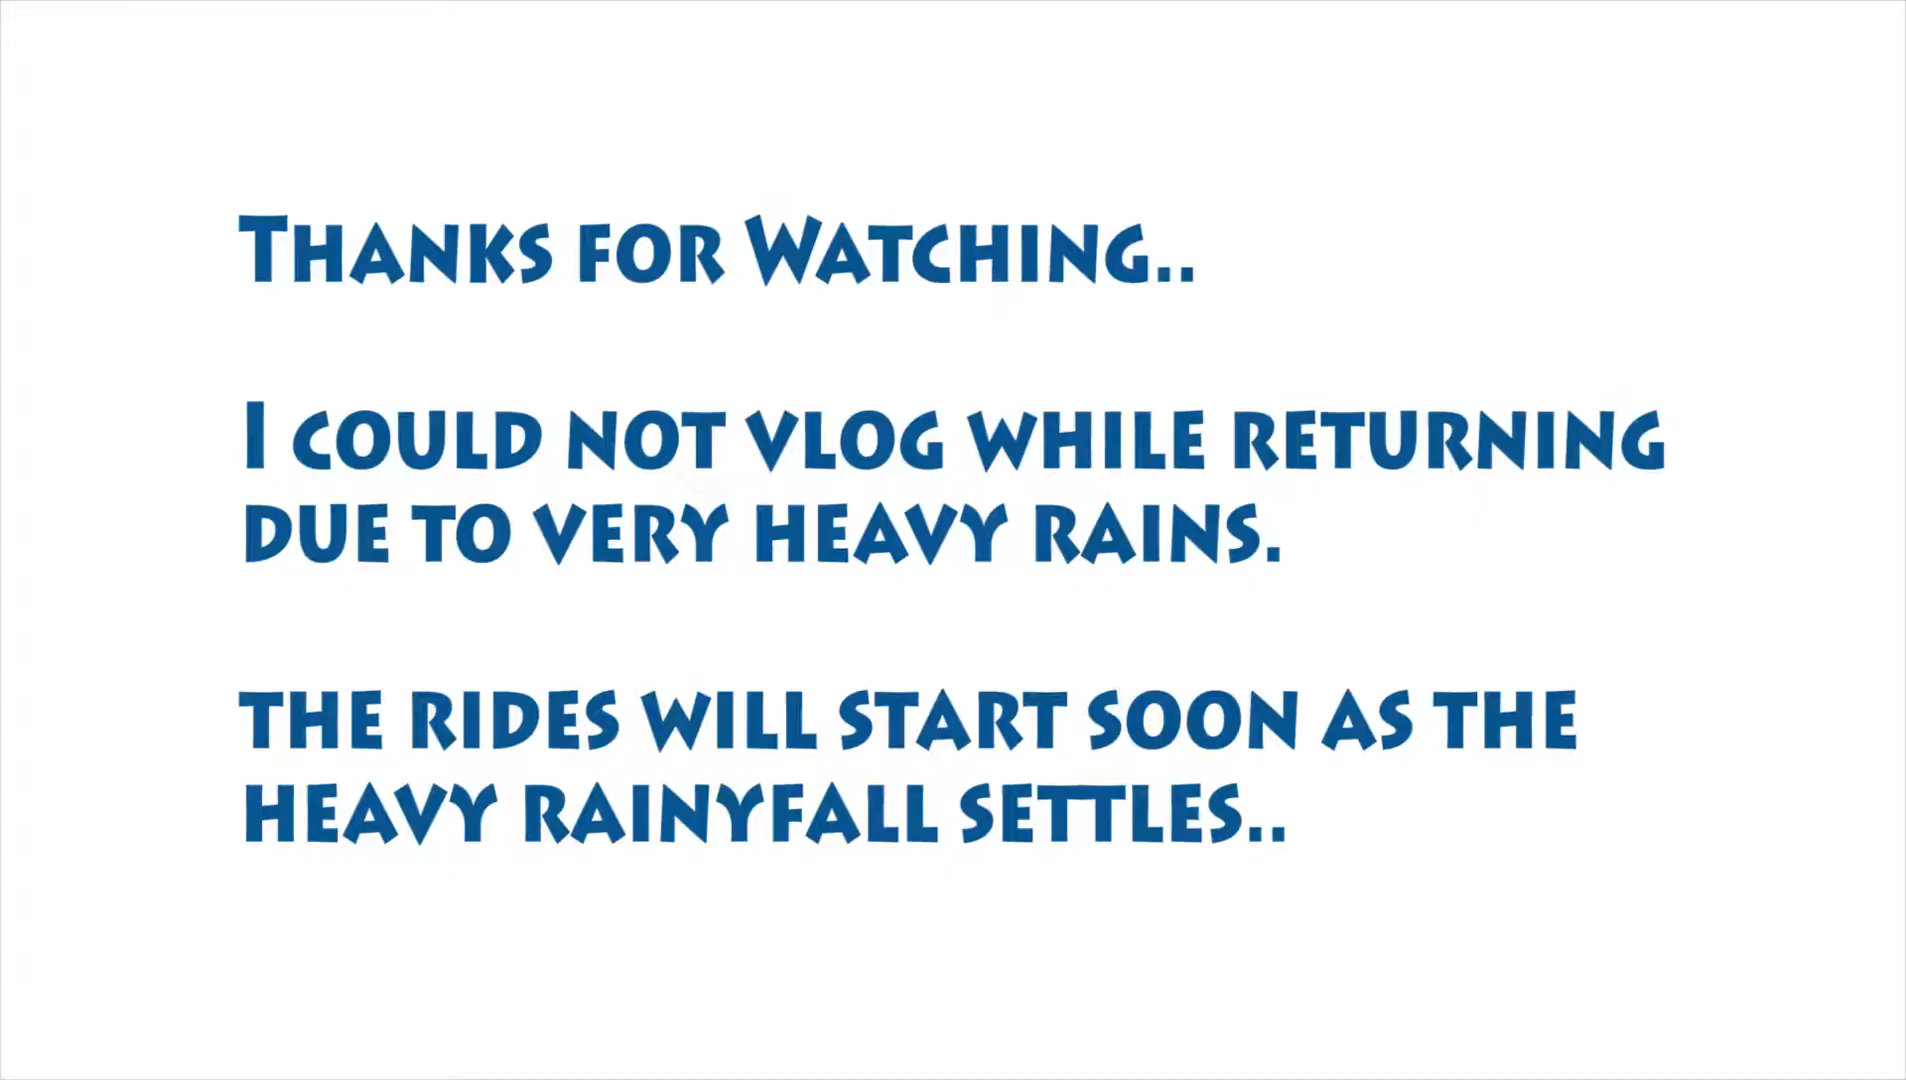 Thanks for Watching..
I could not vlog while returning
due to very heavy rains.
the rides will start soon as the
heavy rainyfall settles..